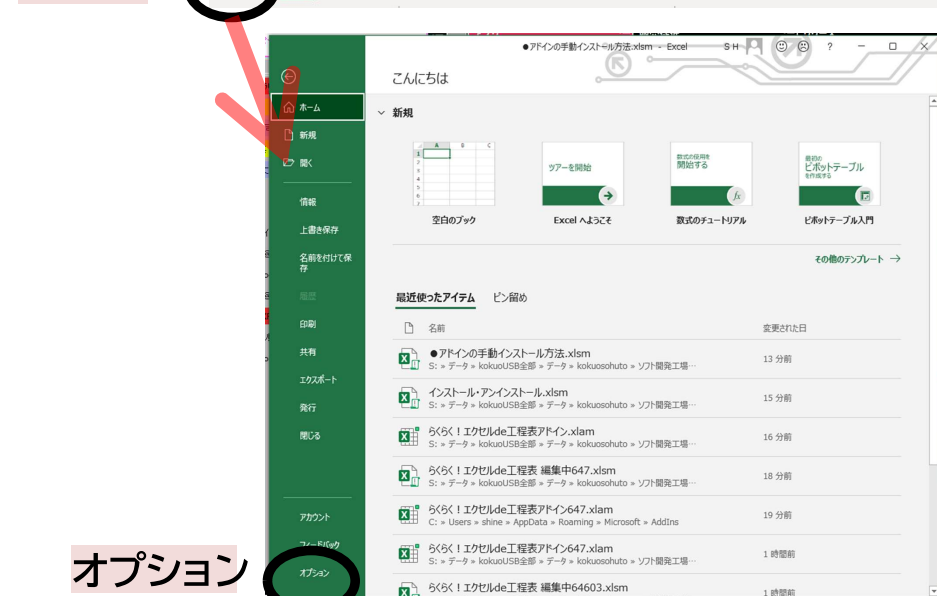 ●アドインの手動インストール方法.xlsm - Excel
S H
?
こんにちは
ホーム
新規
開く
情報
上書き保存
名前を付けて保
存
履歴
印刷
共有
エクスポート
発行
閉じる
アカウント
フィードバック
オプション
オプション
新規
A B C
1
2
3
4
5
6
7
空白のブック
ツアーを開始
Excel へようこそ
数式の使用を
開始する
fx
数式のチュートリアル
最初の
ピボットテーブル
を作成する
ピボットテーブル入門
その他のテンプレート →
最近使ったアイテム ピン留め
名前 変更された日
●アドインの手動インストール方法.xlsm
S: » データ » kokuoUSB全部 » データ » kokuosohuto » ソフト開発工場…
13 分前
インストール・アンインストール.xlsm
S: » データ » kokuoUSB全部 » データ » kokuosohuto » ソフト開発工場…
15 分前
らくらく！エクセルde工程表アドイン.xlam
S: » データ » kokuoUSB全部 » データ » kokuosohuto » ソフト開発工場…
16 分前
らくらく！エクセルde工程表 編集中647.xlsm
S: » データ » kokuoUSB全部 » データ » kokuosohuto » ソフト開発工場…
18 分前
らくらく！エクセルde工程表アドイン647.xlam
C: » Users » shine » AppData » Roaming » Microsoft » AddIns
19 分前
らくらく！エクセルde工程表アドイン647.xlam
S: » データ » kokuoUSB全部 » データ » kokuosohuto » ソフト開発工場…
1 時間前
らくらく！エクセルde工程表 編集中64603.xlsm
1 時間前